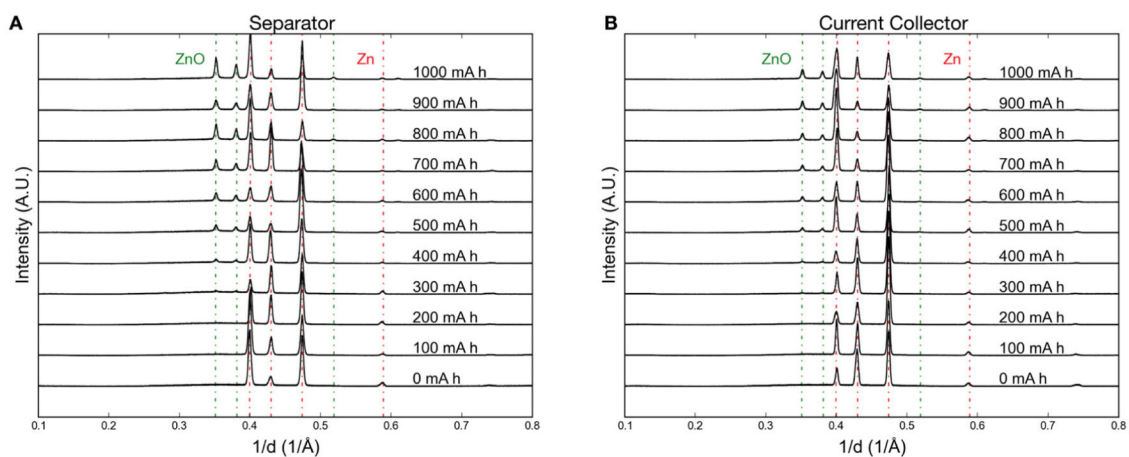 A Separator
ZnO Zn
1000 mA h
900 mA h
800 mA h
700 mA h
600 mA h
500 mA h
400 mA h
300 mA h
200 mA h
100 mA h
0 mA h
Intensity (A.U.)
0.1 0.2 0.3 0.4 0.5 0.6 0.7 0.8
1/d (1/Å)
B Current Collector
ZnO Zn
1000 mA h
900 mA h
800 mA h
700 mA h
600 mA h
500 mA h
400 mA h
300 mA h
200 mA h
100 mA h
0 mA h
Intensity (A.U.)
0.1 0.2 0.3 0.4 0.5 0.6 0.7 0.8
1/d (1/Å)